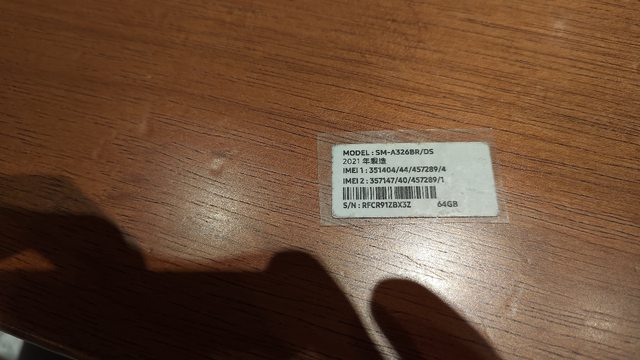 MODEL : SM-A326BR/DS
2021 年製造
IMEI 1 : 351404/44/457289/4
IMEI 2 : 357147/40/457289/1
S/N : RFCR91ZBX3Z 64GB